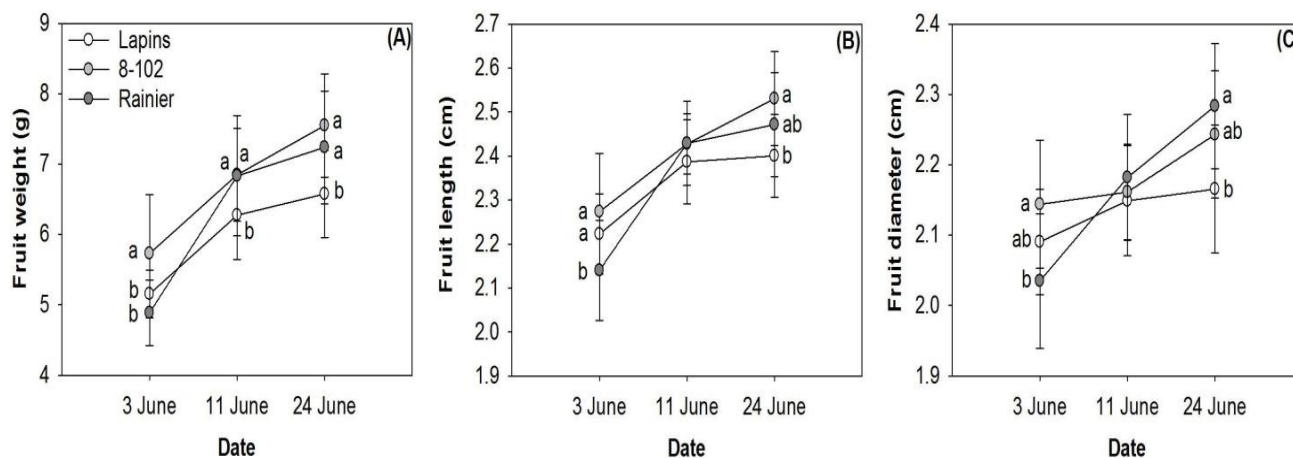 (A)
Lapins
8-102
Rainier
Fruit weight (g)
9
8
7
6
5
4
a
b
b
a
a
b
a
a
b
3 June
11 June
24 June
Date
(B)
Fruit length (cm)
2.7
2.6
2.5
2.4
2.3
2.2
2.1
2.0
1.9
a
a
b
a
ab
b
3 June
11 June
24 June
Date
(C)
Fruit diameter (cm)
2.4
2.3
2.2
2.1
2.0
1.9
a
ab
b
a
ab
b
3 June
11 June
24 June
Date